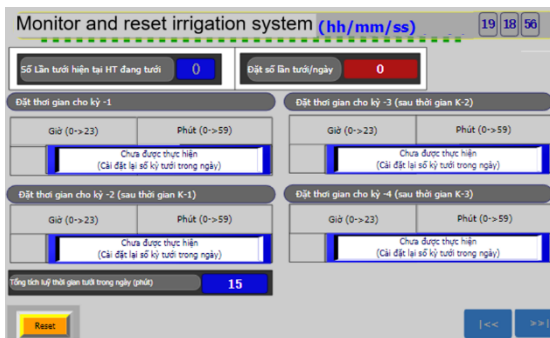 Monitor and reset irrigation system (hh/mm/ss) 19 18 56
Số Lần tưới hiện tại HT đang tưới 0 Đặt số lần tưới/ngày 0
Đặt thơi gian cho kỳ -1
Giờ (0->23) Phút (0->59)
Chưa được thực hiện
(Cài đặt lại số kỳ tưới trong ngày)
Đặt thơi gian cho kỳ -3 (sau thời gian K-2)
Giờ (0->23) Phút (0->59)
Chưa được thực hiện
(Cài đặt lại số kỳ tưới trong ngày)
Đặt thơi gian cho kỳ -2 (sau thời gian K-1)
Giờ (0->23) Phút (0->59)
Chưa được thực hiện
(Cài đặt lại số kỳ tưới trong ngày)
Đặt thơi gian cho kỳ -4 (sau thời gian K-3)
Giờ (0->23) Phút (0->59)
Chưa được thực hiện
(Cài đặt lại số kỳ tưới trong ngày)
Tổng tích luỹ thời gian tưới trong ngày (phút) 15
Reset |<< >>|